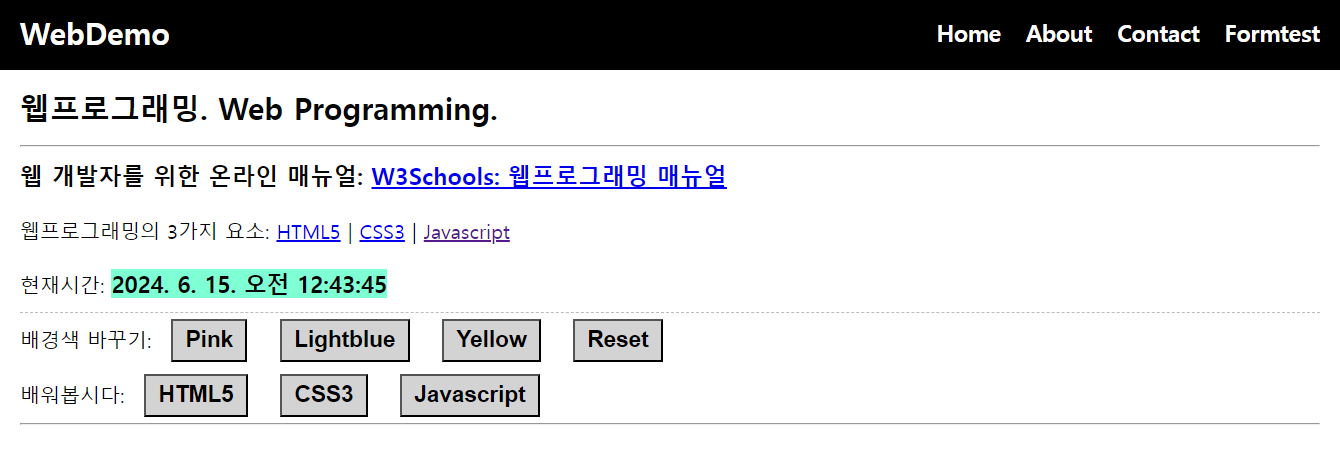 WebDemo Home About Contact Formtest
웹프로그래밍. Web Programming.
웹 개발자를 위한 온라인 매뉴얼: W3Schools: 웹프로그래밍 매뉴얼
웹프로그래밍의 3가지 요소: HTML5 | CSS3 | Javascript
현재시간: 2024. 6. 15. 오전 12:43:45
배경색 바꾸기: Pink Lightblue Yellow Reset
배워봅시다: HTML5 CSS3 Javascript